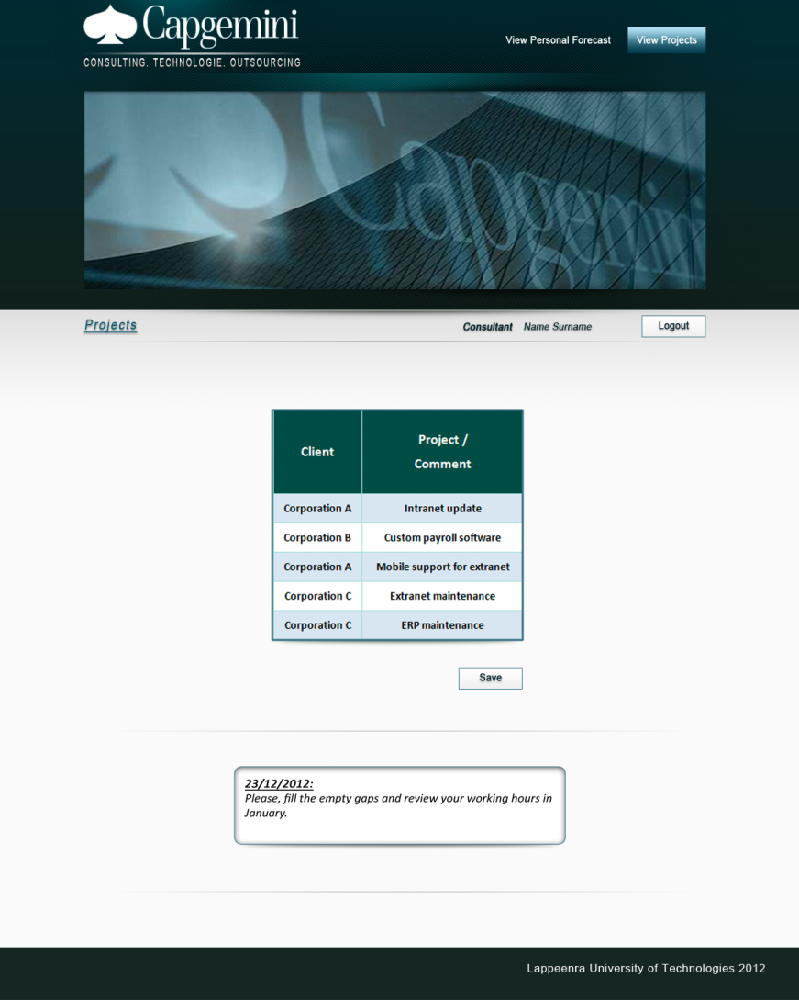 Capgemini
CONSULTING. TECHNOLOGIE. OUTSOURCING
View Personal Forecast View Projects
Capgemini
Projects Consultant Name Surname Logout
Client Project /
Comment
Corporation A Intranet update
Corporation B Custom payroll software
Corporation A Mobile support for extranet
Corporation C Extranet maintenance
Corporation C ERP maintenance
Save
23/12/2012:
Please, fill the empty gaps and review your working hours in
January.
Lappeenra University of Technologies 2012